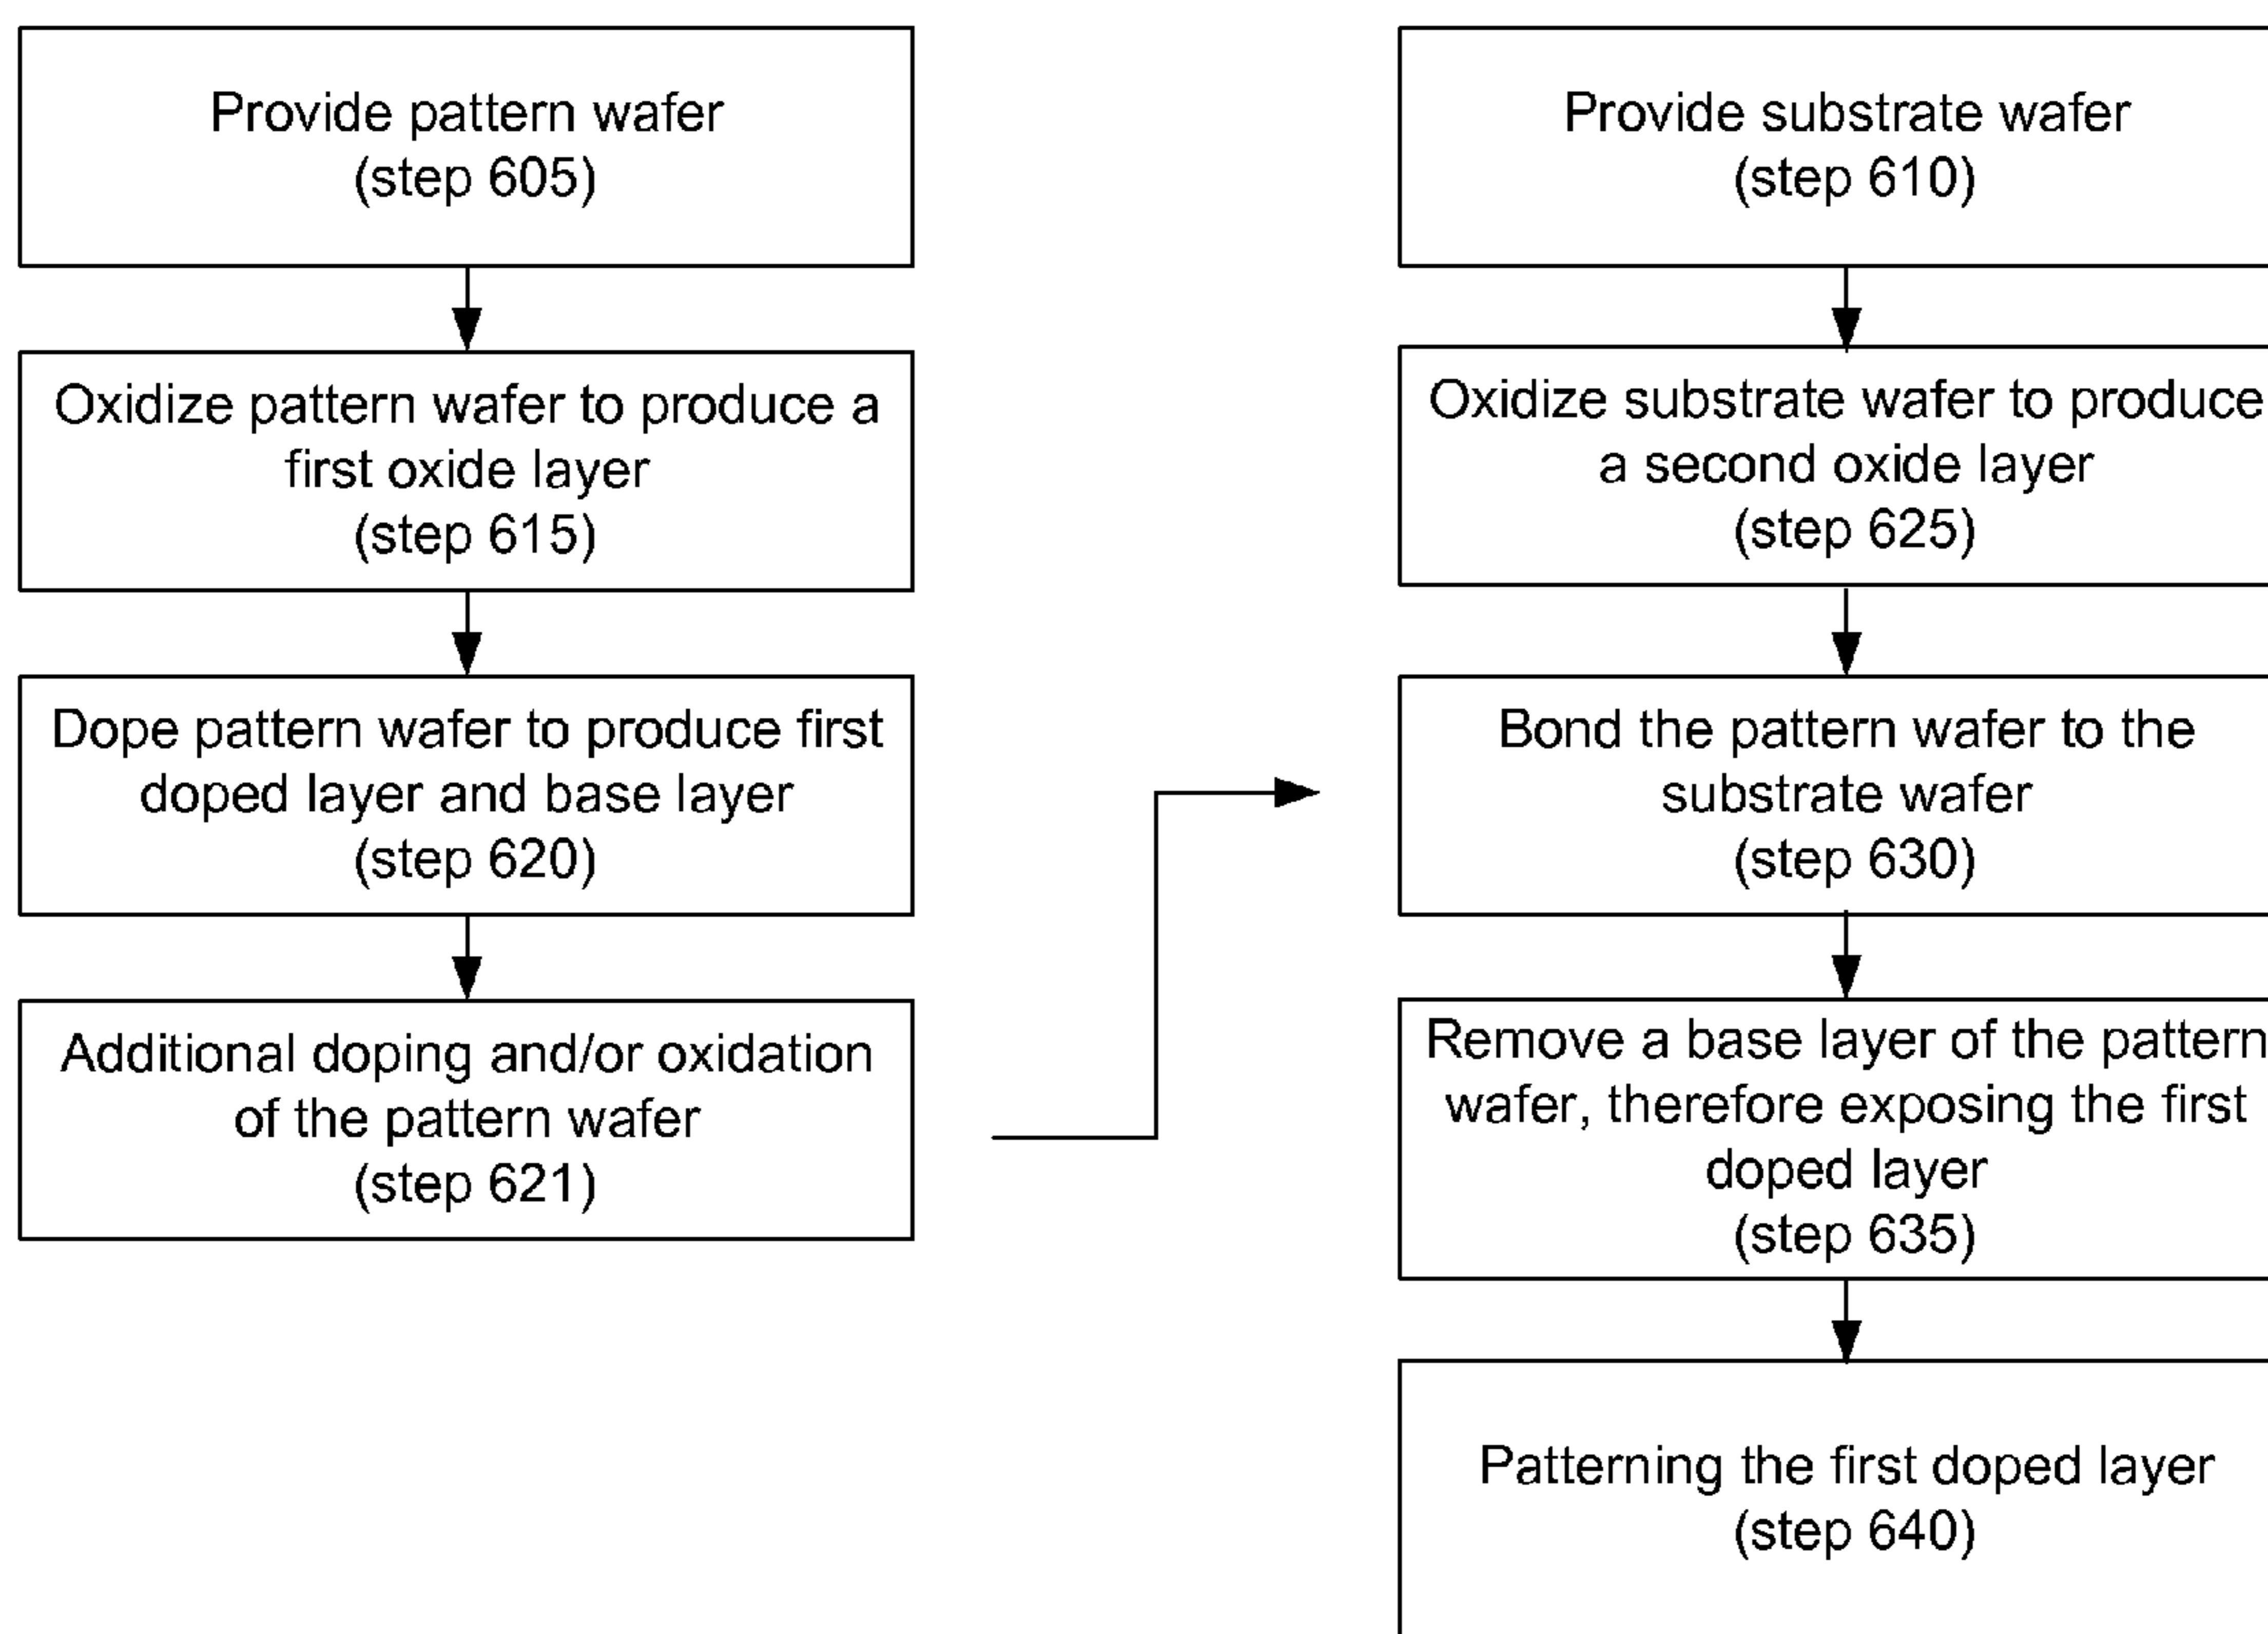 Provide pattern wafer
(step 605)
Oxidize pattern wafer to produce a
first oxide layer
(step 615)
Dope pattern wafer to produce first
doped layer and base layer
(step 620)
Additional doping and/or oxidation
of the pattern wafer
(step 621)
Provide substrate wafer
(step 610)
Oxidize substrate wafer to produce
a second oxide layer
(step 625)
Bond the pattern wafer to the
substrate wafer
(step 630)
Remove a base layer of the pattern
wafer, therefore exposing the first
doped layer
(step 635)
Patterning the first doped layer
(step 640)